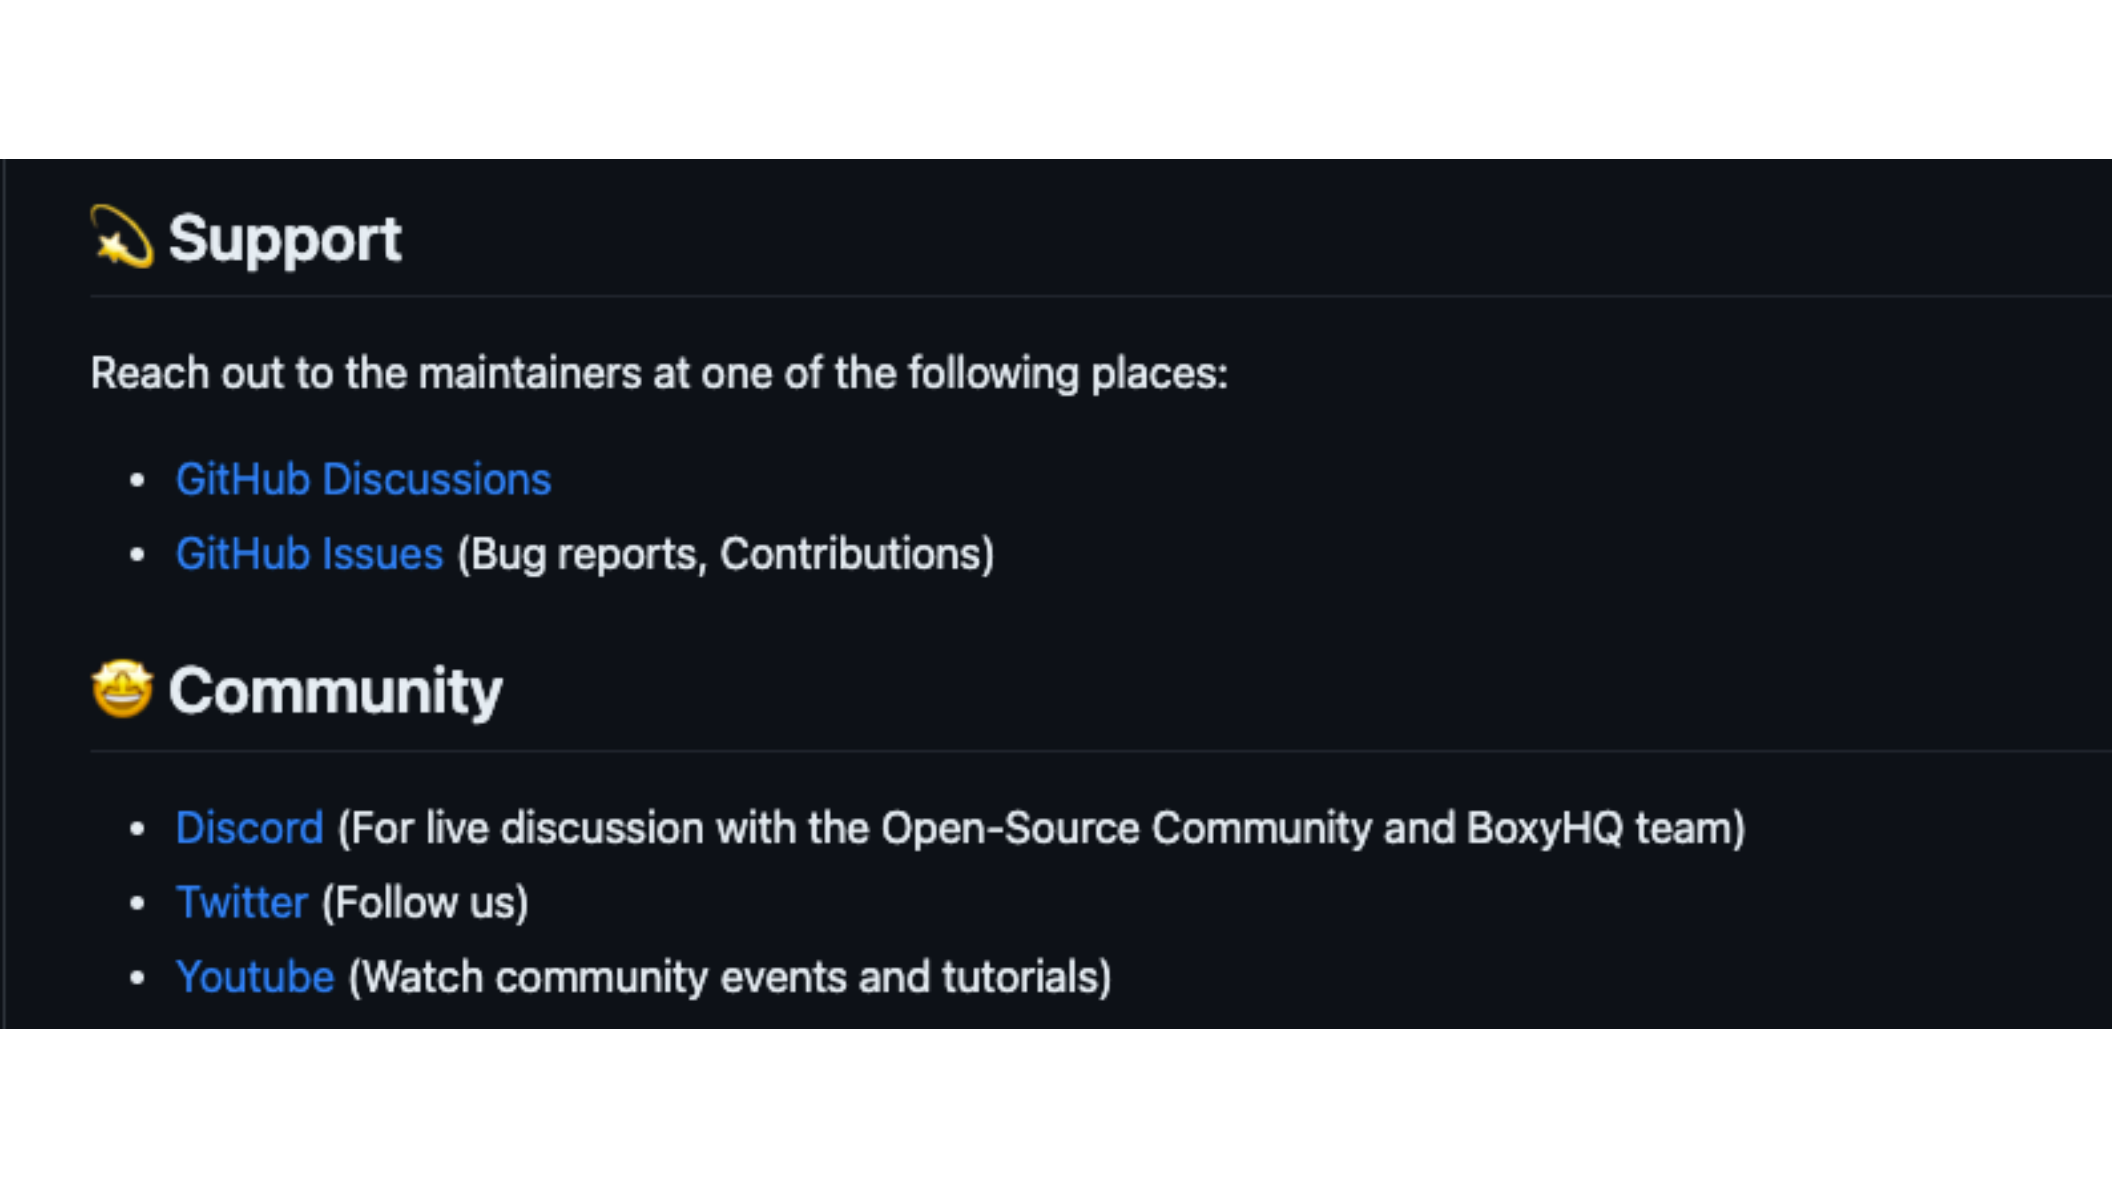 💫 Support
Reach out to the maintainers at one of the following places:
• GitHub Discussions
• GitHub Issues (Bug reports, Contributions)
🤩 Community
• Discord (For live discussion with the Open-Source Community and BoxyHQ team)
• Twitter (Follow us)
• Youtube (Watch community events and tutorials)